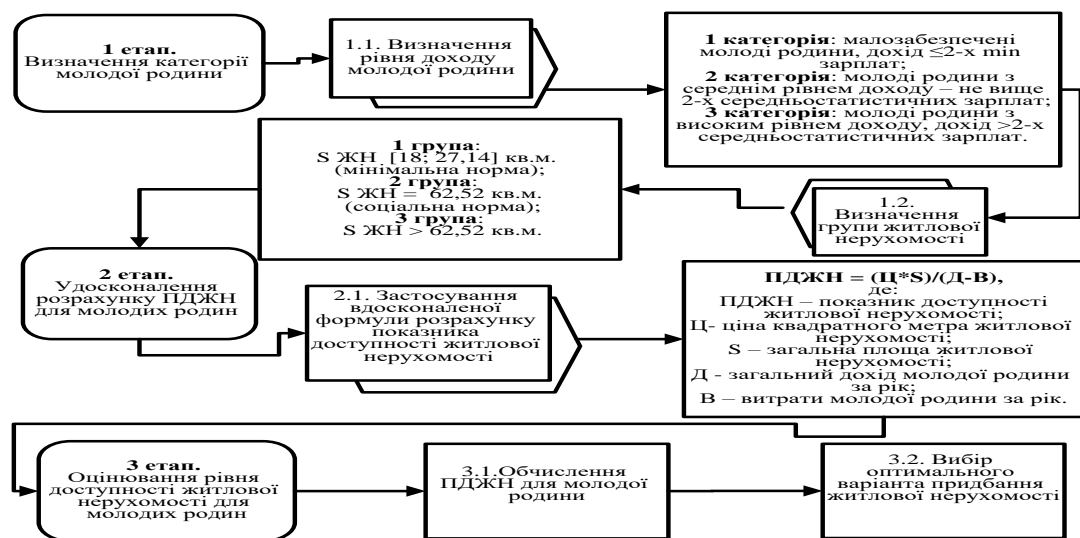 1 етап.
Визначення категорії
молодої родини
1.1. Визначення
рівня доходу
молодої родини
1 категорія: малозабезпечені
молоді родини, дохід ≤2-х min
зарплат;
2 категорія: молоді родини з
середнім рівнем доходу – не вище
2-х середньостатистичних зарплат;
3 категорія: молоді родини з
високим рівнем доходу, дохід >2-х
середньостатистичних зарплат.
1.2.
Визначення
групи житлової
нерухомості
1 група:
S ЖН [18; 27,14] кв.м.
(мінімальна норма);
2 група:
S ЖН = 62,52 кв.м.
(соціальна норма);
3 група:
S ЖН > 62,52 кв.м.
2 етап.
Удосконалення
розрахунку ПДЖН
для молодих родин
2.1. Застосування
вдосконаленої
формули розрахунку
показника
доступності житлової
нерухомості
ПДЖН = (Ц*S)/(Д-В),
де:
ПДЖН – показник доступності
житлової нерухомості;
Ц- ціна квадратного метра житлової
нерухомості;
S – загальна площа житлової
нерухомості;
Д - загальний дохід молодої родини
за рік;
В – витрати молодої родини за рік.
3 етап.
Оцінювання рівня
доступності житлової
нерухомості для
молодих родин
3.1.Обчислення
ПДЖН для молодої
родини
3.2. Вибір
оптимального
варіанта придбання
житлової нерухомості